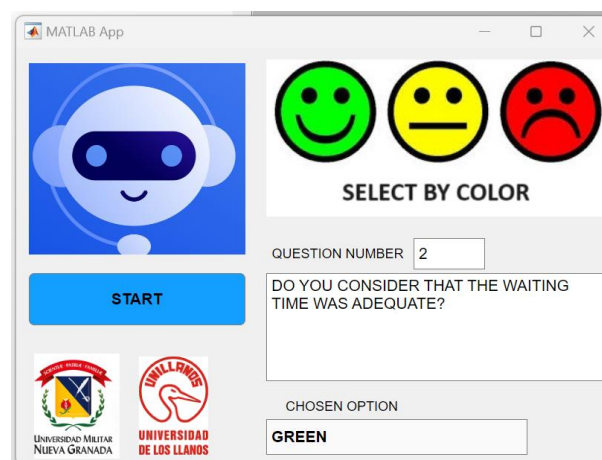 MATLAB App
SELECT BY COLOR
QUESTION NUMBER 2
DO YOU CONSIDER THAT THE WAITING
TIME WAS ADEQUATE?
START
CHOSEN OPTION
GREEN
UNIVERSIDAD MILITAR
NUEVA GRANADA
UNILLANOS
UNIVERSIDAD
DE LOS LLANOS